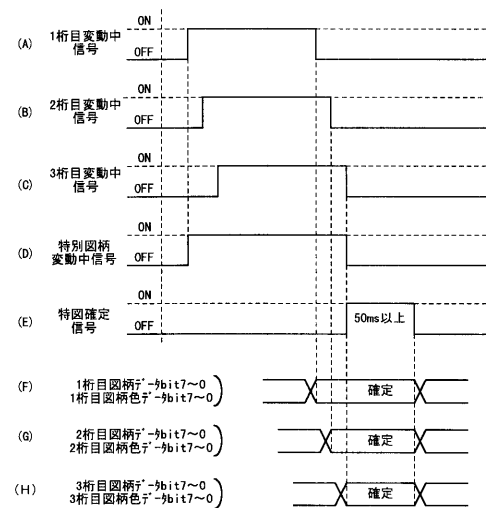 ON
(A) 1桁目変動中
信号
OFF
ON
(B) 2桁目変動中
信号
OFF
ON
(C) 3桁目変動中
信号
OFF
ON
(D) 特別図柄
変動中信号
OFF
ON
(E) 特図確定
信号
OFF
50ms以上
(F) 1桁目図柄データbit7~0
1桁目図柄色データbit7~0
確定
(G) 2桁目図柄データbit7~0
2桁目図柄色データbit7~0
確定
(H) 3桁目図柄データbit7~0
3桁目図柄色データbit7~0
確定